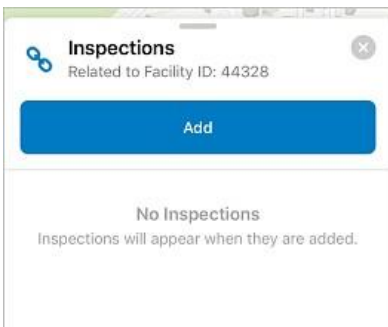 Inspections
Related to Facility ID: 44328
Add
No Inspections
Inspections will appear when they are added.